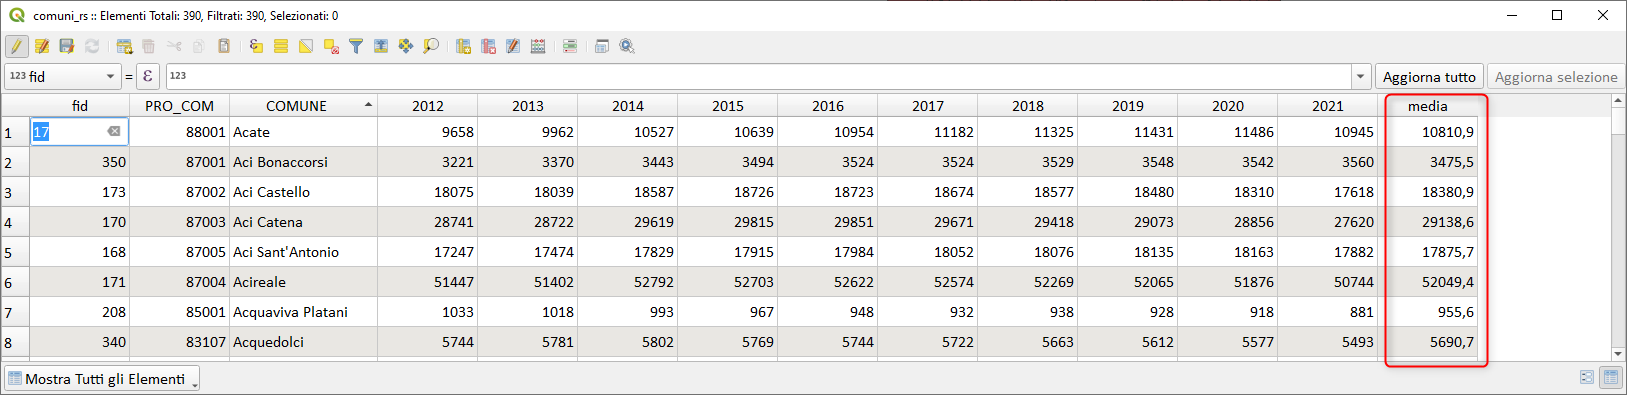 comuni_rs :: Elementi Totali: 390, Filtrati: 390, Selezionati: 0
123 fid = ε 123 Aggiorna tutto Aggiorna selezione
fid PRO_COM COMUNE 2012 2013 2014 2015 2016 2017 2018 2019 2020 2021 media
1 17 88001 Acate 9658 9962 10527 10639 10954 11182 11325 11431 11486 10945 10810,9
2 350 87001 Aci Bonaccorsi 3221 3370 3443 3494 3524 3524 3529 3548 3542 3560 3475,5
3 173 87002 Aci Castello 18075 18039 18587 18726 18723 18674 18577 18480 18310 17618 18380,9
4 170 87003 Aci Catena 28741 28722 29619 29815 29851 29671 29418 29073 28856 27620 29138,6
5 168 87005 Aci Sant'Antonio 17247 17474 17829 17915 17984 18052 18076 18135 18163 17882 17875,7
6 171 87004 Acireale 51447 51402 52792 52703 52622 52574 52269 52065 51876 50744 52049,4
7 208 85001 Acquaviva Platani 1033 1018 993 967 948 932 938 928 918 881 955,6
8 340 83107 Acquedolci 5744 5781 5802 5769 5744 5722 5663 5612 5577 5493 5690,7
Mostra Tutti gli Elementi